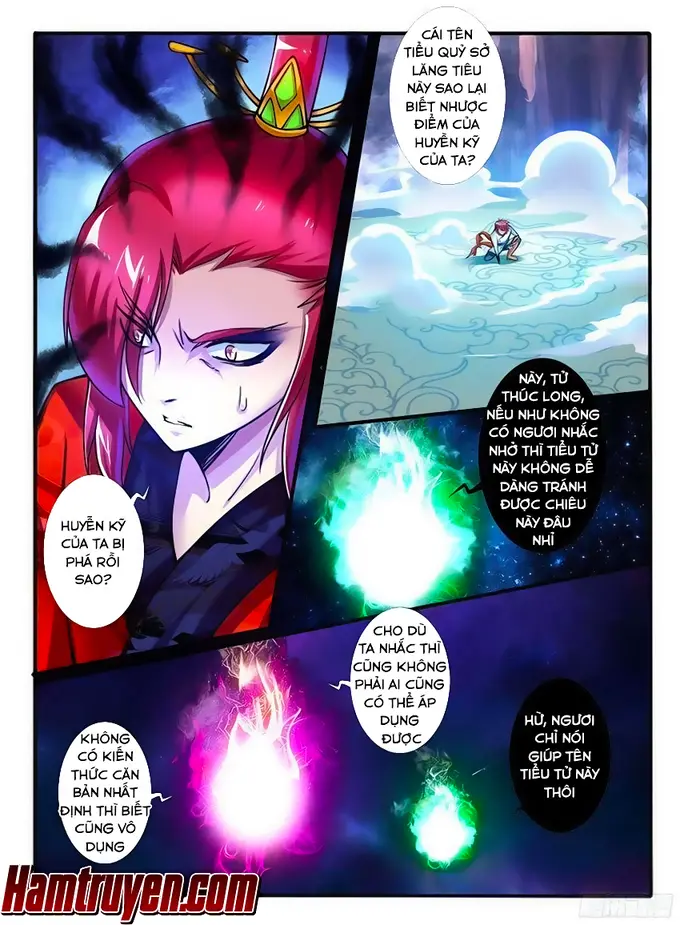 CÁI TÊN
TIỂU QUỶ SỞ
LĂNG TIÊU
NÀY SAO LẠI
BIẾT NHƯỢC
ĐIỂM CỦA
HUYỄN KỸ
CỦA TA?
HUYỄN KỸ
CỦA TA BỊ
PHÁ RỒI
SAO?
NÀY, TỬ
THÚC LONG,
NẾU NHƯ KHÔNG
CÓ NGƯƠI NHẮC
NHỞ THÌ TIỂU TỬ
NÀY KHÔNG DỄ
DÀNG TRÁNH
ĐƯỢC CHIÊU
NÀY ĐÂU
NHỈ
CHO DÙ
TA NHẮC THÌ
CŨNG KHÔNG
PHẢI AI CŨNG
CÓ THỂ ÁP
DỤNG
ĐƯỢC
KHÔNG
CÓ KIẾN
THỨC CĂN
BẢN NHẤT
ĐỊNH THÌ BIẾT
CŨNG VÔ
DỤNG
HỪ, NGƯƠI
CHỈ NÓI
GIÚP TÊN
TIỂU TỬ NÀY
THÔI
Hamtruyen.com